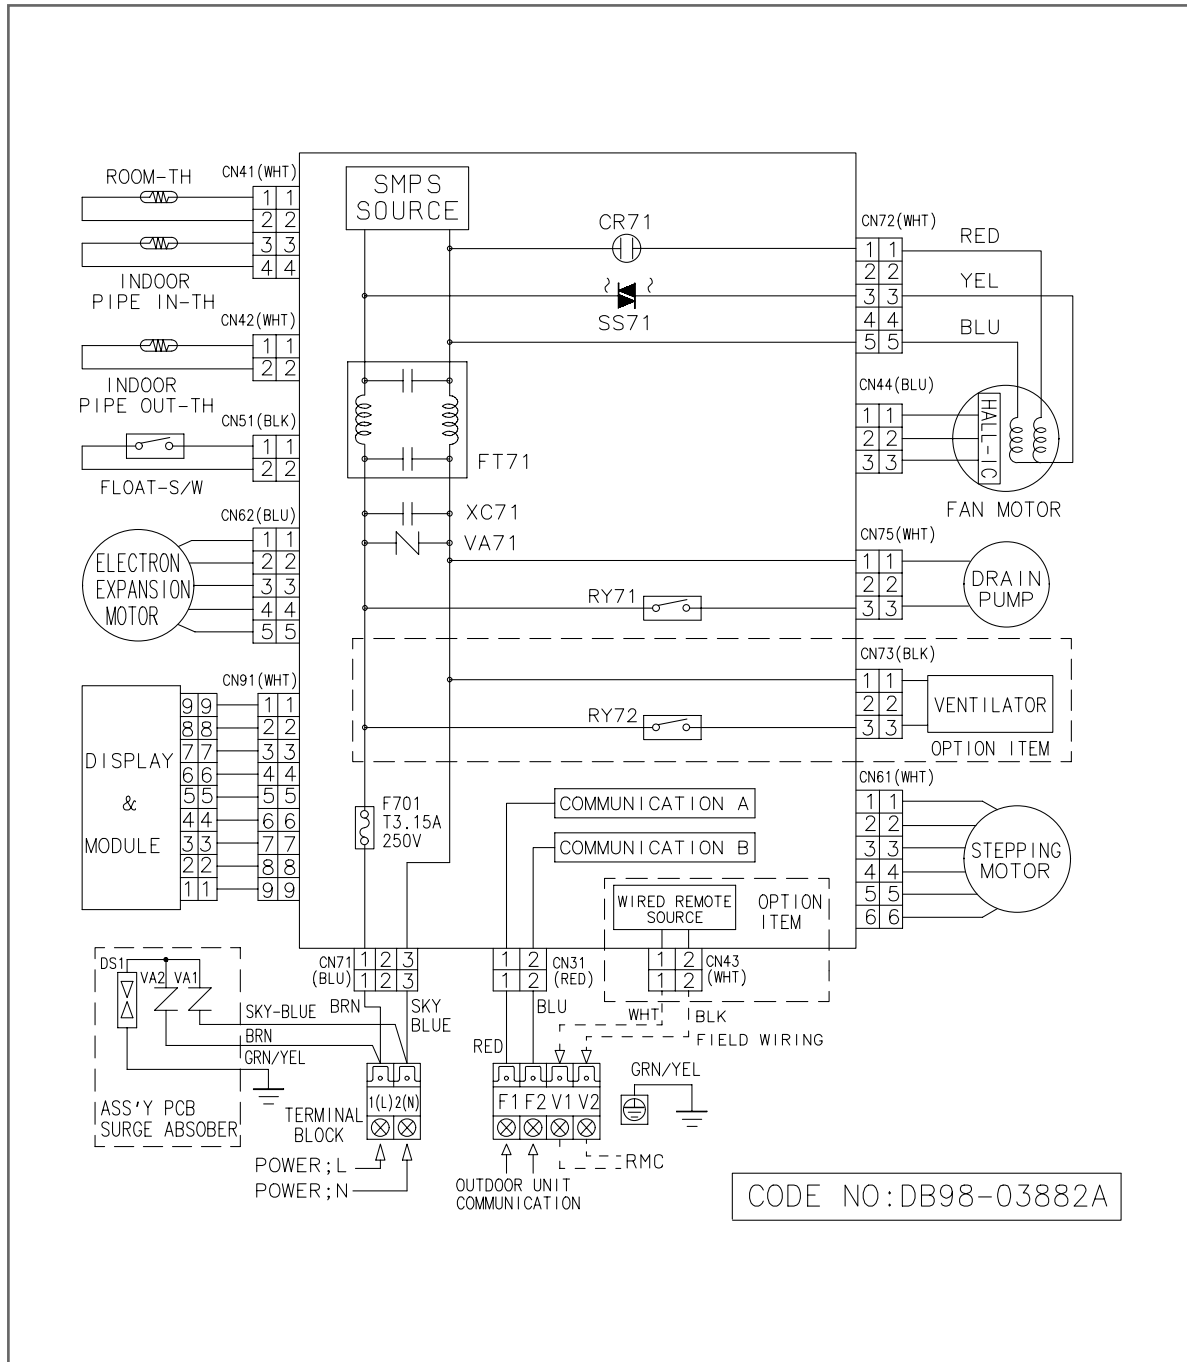 ROOM-TH
CN41(WHT)
1 1
2 2
3 3
4 4
INDOOR
PIPE IN-TH
CN42(WHT)
1 1
2 2
INDOOR
PIPE OUT-TH
CN51(BLK)
1 1
2 2
FLOAT-S/W
CN62(BLU)
1 1
2 2
3 3
4 4
5 5
ELECTRON
EXPANSION
MOTOR
CN91(WHT)
9 9 1 1
8 8 2 2
7 7 3 3
6 6 4 4
5 5 5 5
4 4 6 6
3 3 7 7
2 2 8 8
1 1 9 9
DISPLAY
&
MODULE
SMPS
SOURCE
CR71
SS71
FT71
XC71
VA71
RY71
RY72
F701
T3.15A
250V
COMMUNICATION A
COMMUNICATION B
WIRED REMOTE
SOURCE
OPTION
ITEM
CN72(WHT)
1 1
2 2
3 3
4 4
5 5
RED
YEL
BLU
CN44(BLU)
1 1
2 2
3 3
HALL-IC
FAN MOTOR
CN75(WHT)
1 1
2 2
3 3
DRAIN
PUMP
CN73(BLK)
1 1
2 2
3 3
VENTILATOR
OPTION ITEM
CN61(WHT)
1 1
2 2
3 3
4 4
5 5
6 6
STEPPING
MOTOR
CN71
(BLU)
1 2 3
1 2 3
CN31
(RED)
1 2
1 2
CN43
(WHT)
1 2
1 2
DS1
VA2 VA1
SKY-BLUE
BRN
GRN/YEL
ASS'Y PCB
SURGE ABSOBER
BRN
SKY
BLUE
RED
BLU
WHT
BLK
FIELD WIRING
GRN/YEL
1(L) 2(N)
TERMINAL
BLOCK
POWER;L
POWER;N
F1 F2 V1 V2
RMC
OUTDOOR UNIT
COMMUNICATION
CODE NO:DB98-03882A